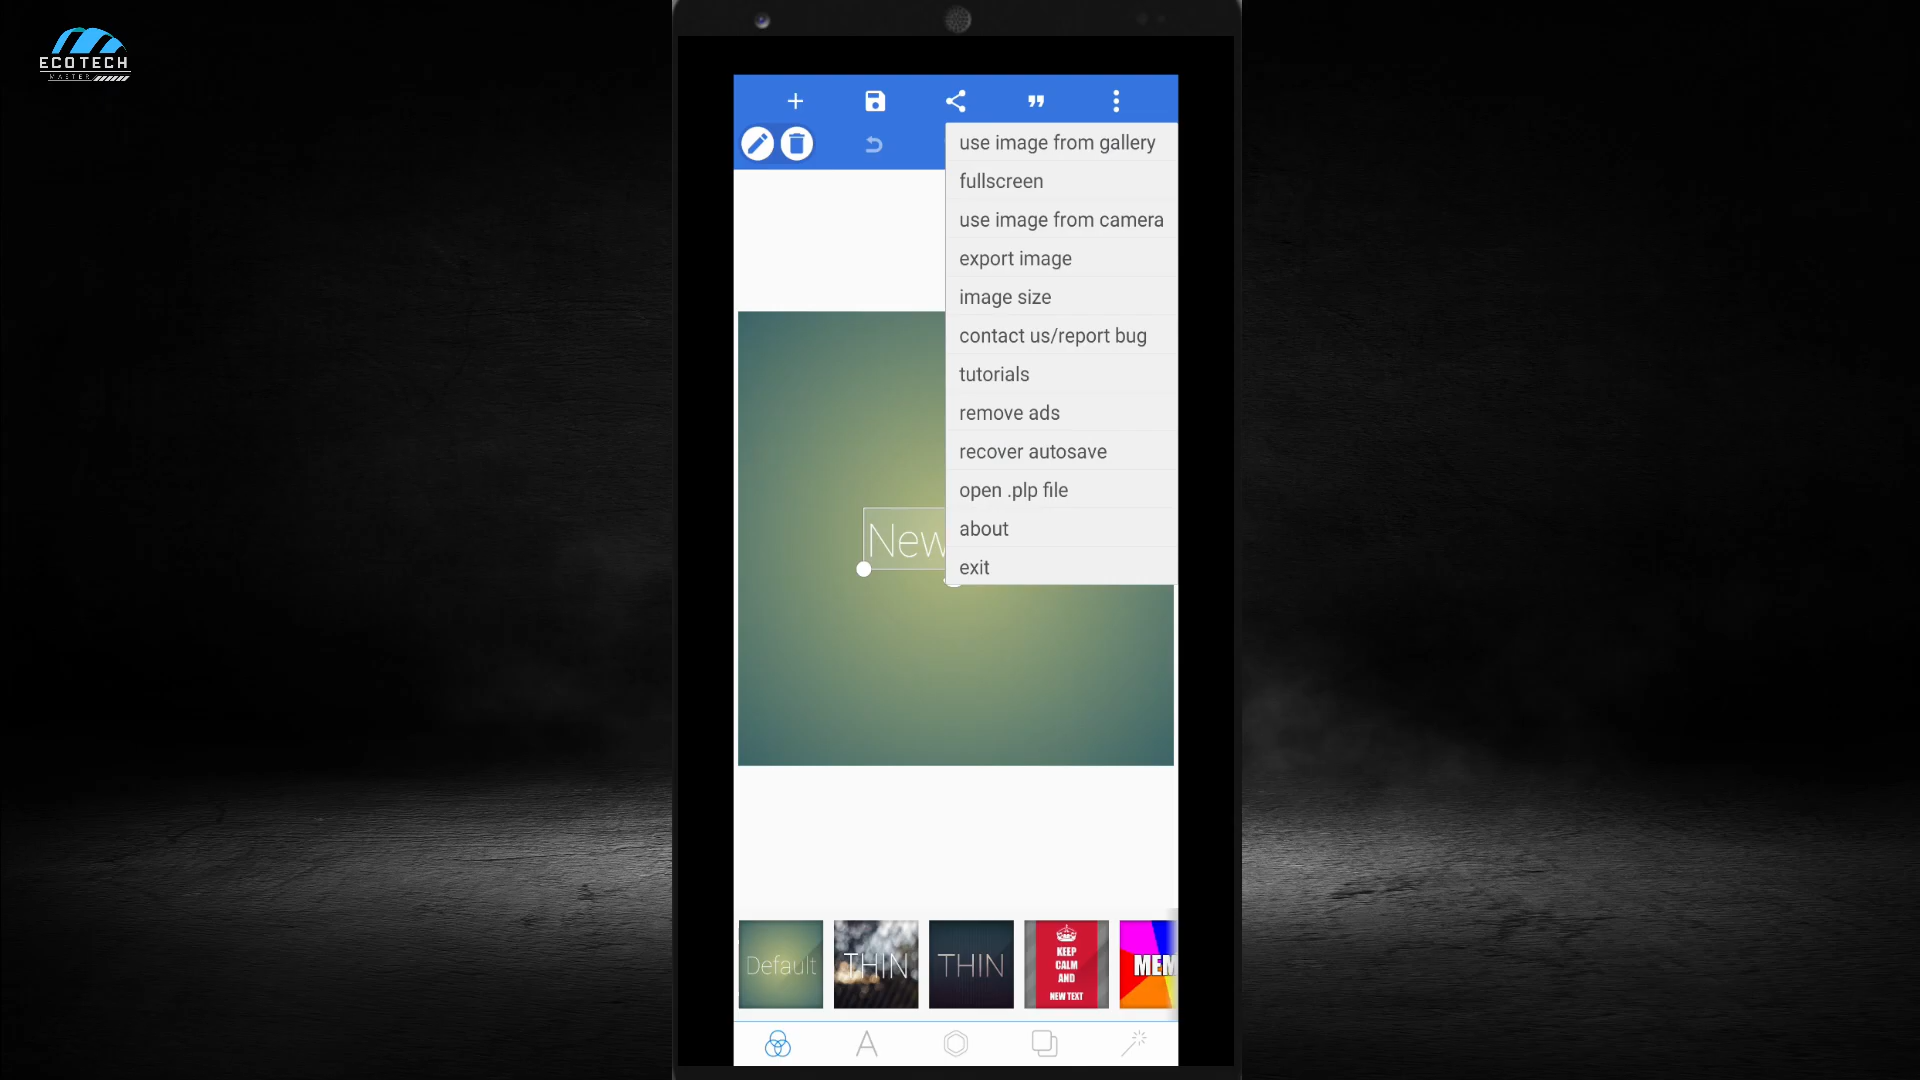 ECOTECH
MASTER
use image from gallery
fullscreen
use image from camera
export image
image size
contact us/report bug
tutorials
remove ads
recover autosave
open .plp file
about
exit
New
Default
THIN
THIN
KEEP
CALM
AND
NEW TEXT
MEM
A